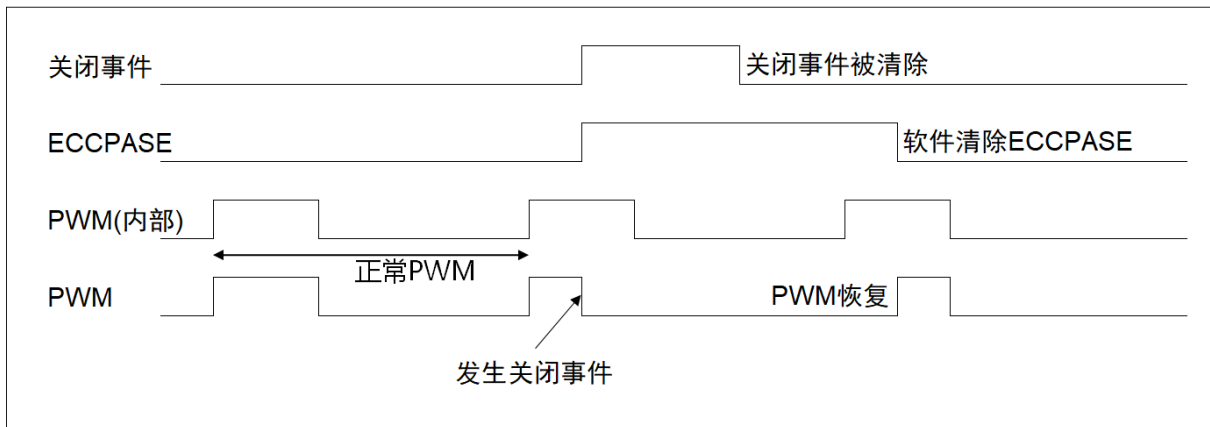 关闭事件
关闭事件被清除
ECCPASE
软件清除ECCPASE
PWM(内部)
正常PWM
PWM
PWM恢复
发生关闭事件